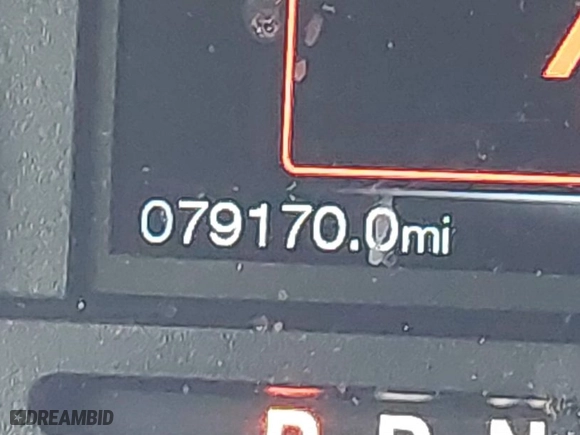 079170.0mi
P R N
DREAMBID